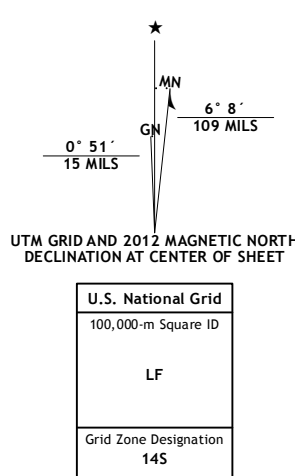 ★
MN
6° 8´
109 MILS
GN
0° 51´
15 MILS
UTM GRID AND 2012 MAGNETIC NORTH
DECLINATION AT CENTER OF SHEET
U.S. National Grid
100,000-m Square ID
LF
Grid Zone Designation
14S